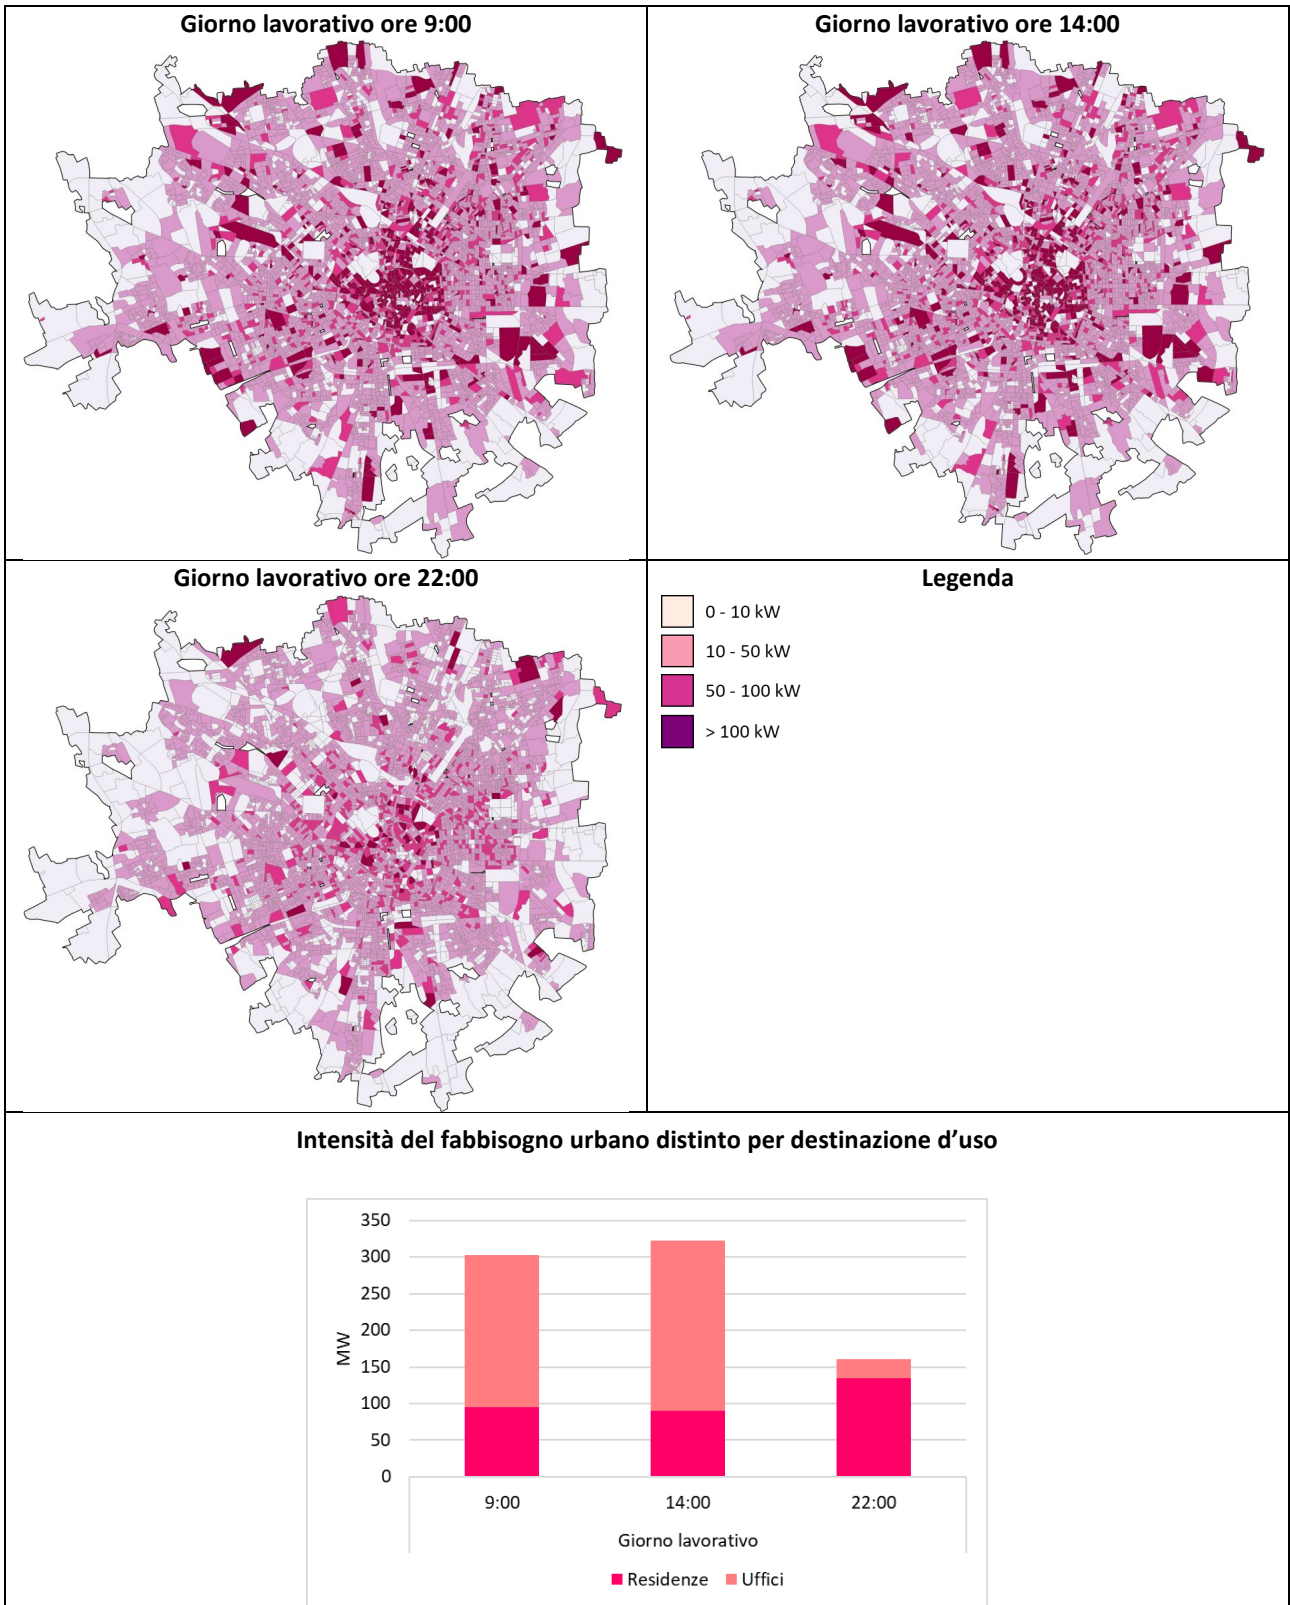 Giorno lavorativo ore 9:00
Giorno lavorativo ore 14:00
Giorno lavorativo ore 22:00
Legenda
0 - 10 kW
10 - 50 kW
50 - 100 kW
> 100 kW
Intensità del fabbisogno urbano distinto per destinazione d’uso
350
300
250
200
150
100
50
0
MW
9:00
14:00
22:00
Giorno lavorativo
Residenze
Uffici